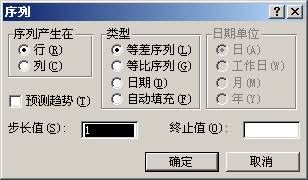 序列
序列产生在
行(R)
列(C)
类型
等差序列(L)
等比序列(G)
日期(D)
自动填充(F)
日期单位
日(A)
工作日(W)
月(M)
年(Y)
预测趋势(T)
步长值(S): 1
终止值(O):
确定
取消